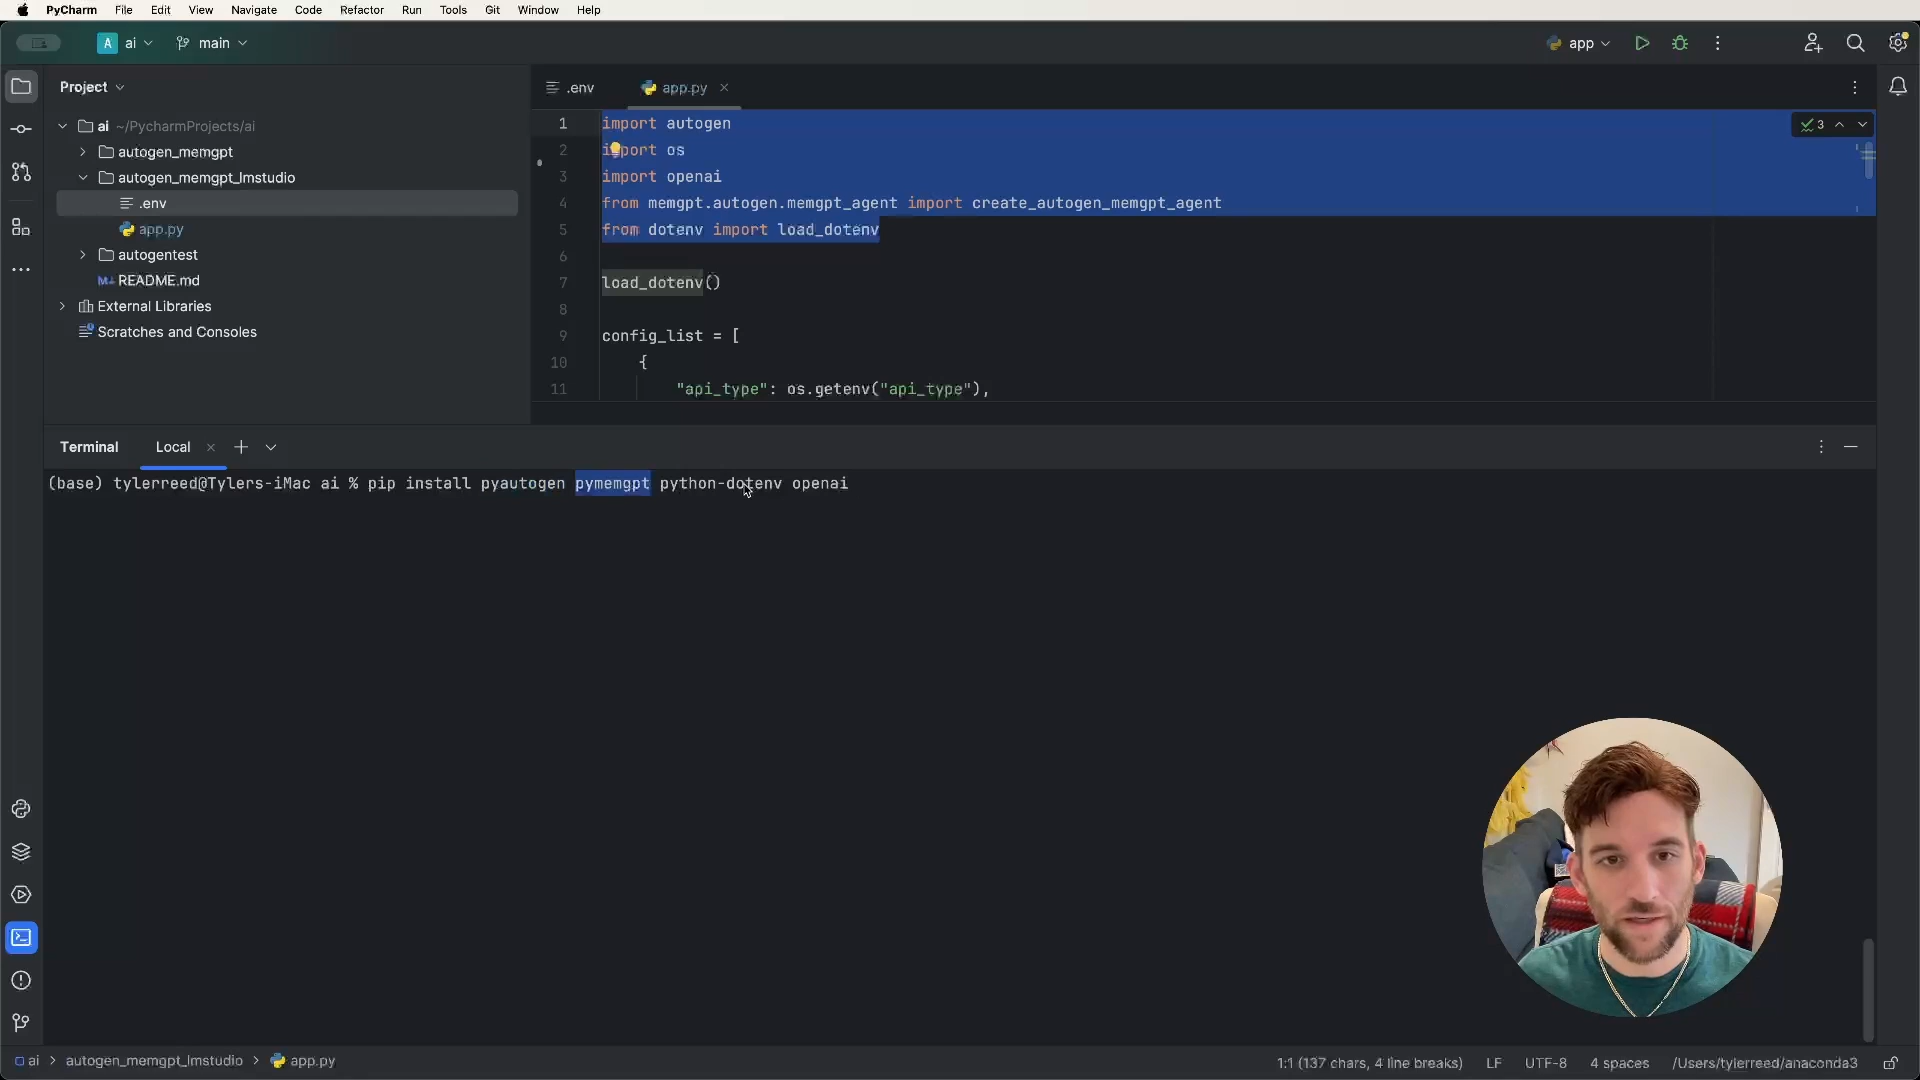 PyCharm File Edit View Navigate Code Refactor Run Tools Git Window Help
A ai main app
Project
.env app.py
ai ~/PycharmProjects/ai
autogen_memgpt
autogen_memgpt_lmstudio
.env
app.py
autogentest
README.md
External Libraries
Scratches and Consoles
3
1 import autogen
2 import os
3 import openai
4 from memgpt.autogen.memgpt_agent import create_autogen_memgpt_agent
5 from dotenv import load_dotenv
6
7 load_dotenv()
8
9 config_list = [
10 {
11 "api_type": os.getenv("api_type"),
Terminal Local
(base) tylerreed@Tylers-iMac ai % pip install pyautogen pymemgpt python-dotenv openai
ai > autogen_memgpt_lmstudio > app.py
1:1 (137 chars, 4 line breaks) LF UTF-8 4 spaces /Users/tylerreed/anaconda3